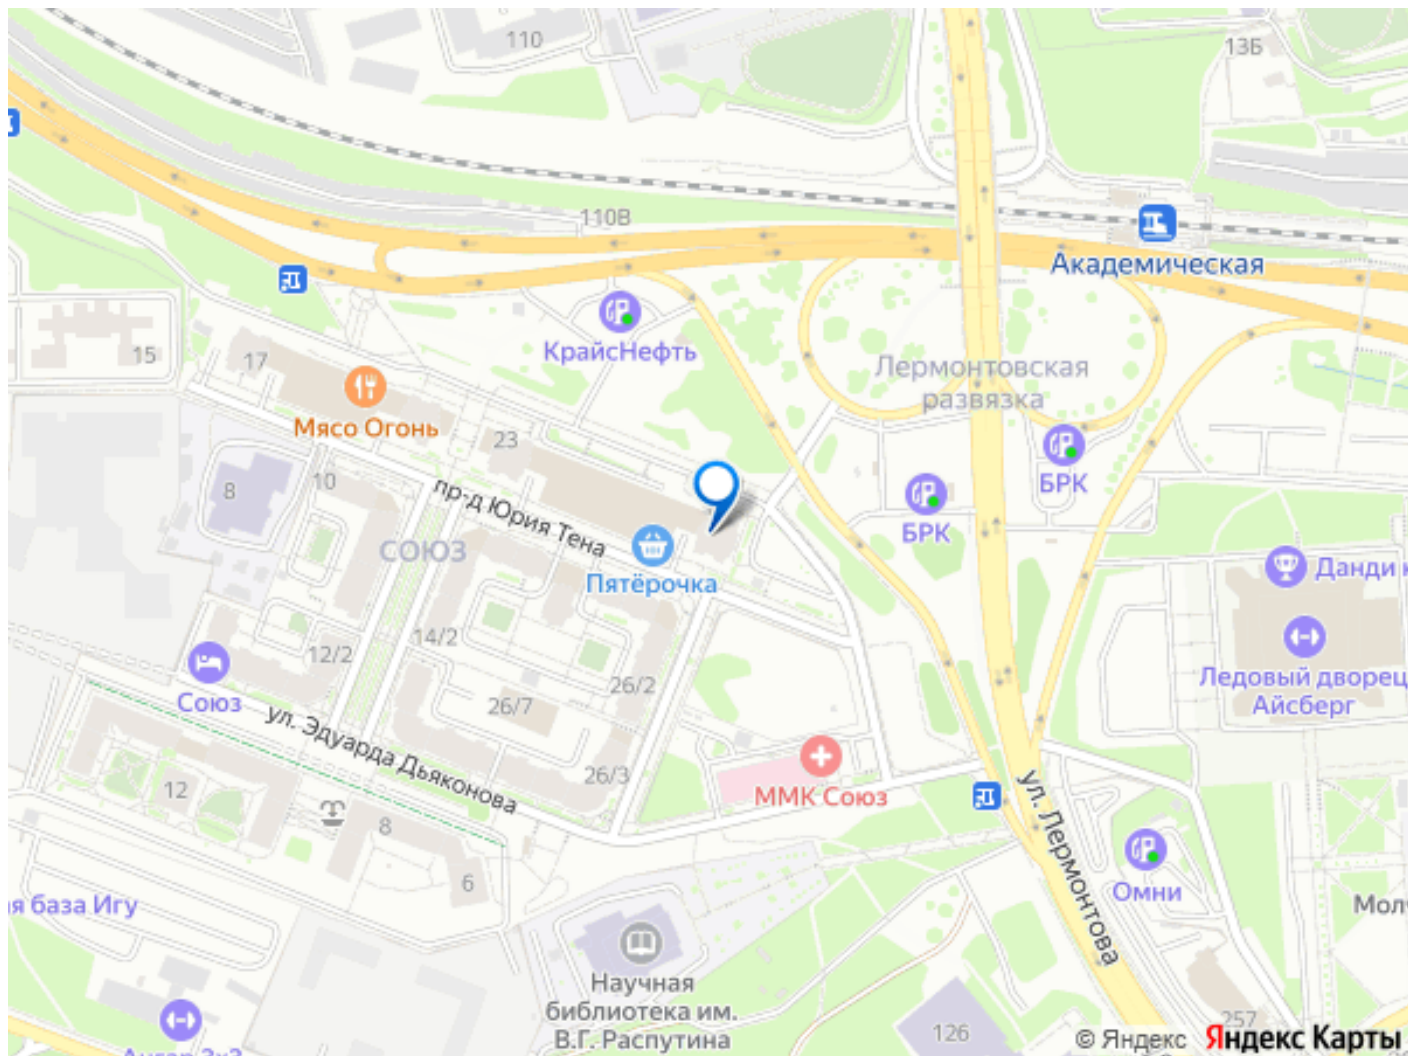 110
13Б
110В
Академическая
КрайсНефть
15
17
Лермонтовская
развязка
Мясо Огонь
23
БРК
8
10
пр-д Юрия Тена
БРК
СОЮЗ
Пятёрочка
Данди
14/2
12/2
Ледовый дворец
Айсберг
26/2
Союз
26/7
ул. Эдуарда Дьяконова
26/3
12
ММК Союз
ул. Лермонтова
8
6
Омни
я база Игу
Мол
Научная
библиотека им.
В.Г. Распутина
257
126
© Яндекс Яндекс Карты